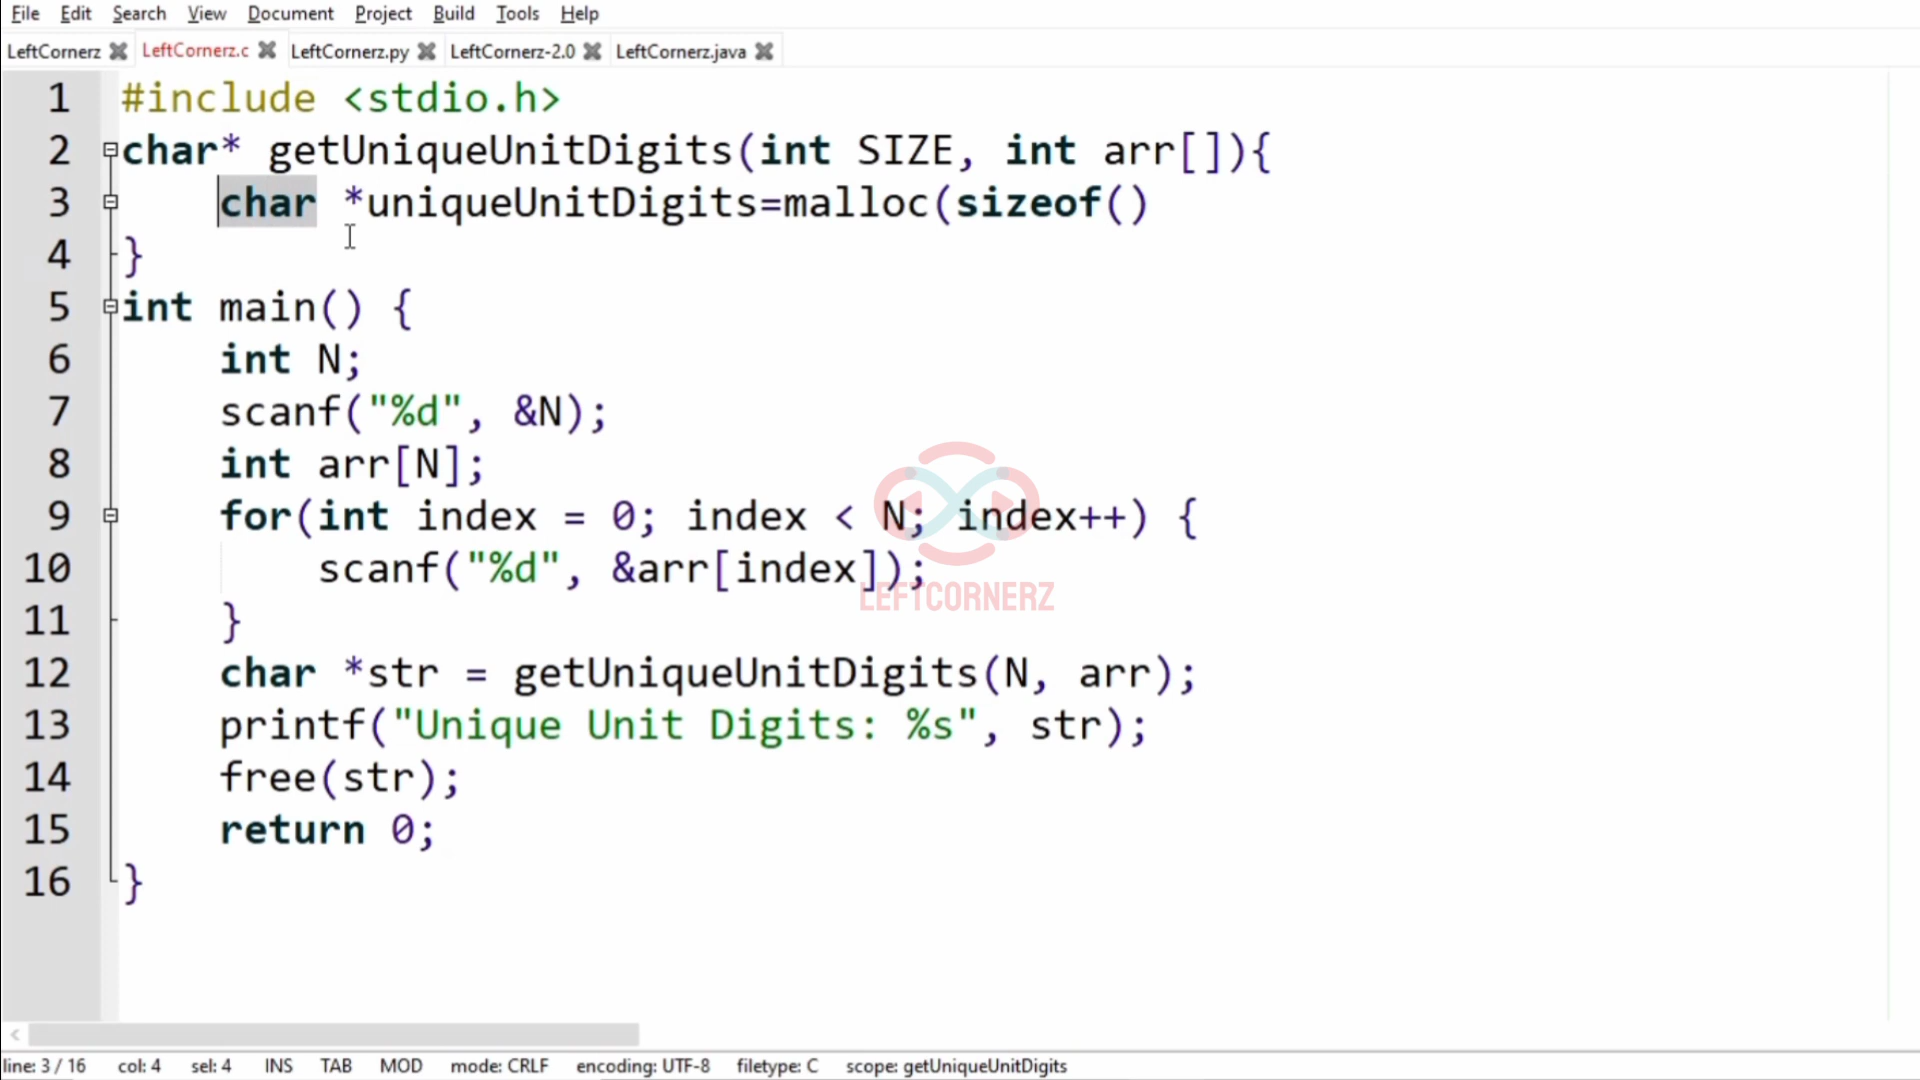 File Edit Search View Document Project Build Tools Help
LeftCornerz LeftCornerz.c LeftCornerz.py LeftCornerz-2.0 LeftCornerz.java
1 #include <stdio.h>
2 char* getUniqueUnitDigits(int SIZE, int arr[]){
3 char *uniqueUnitDigits=malloc(sizeof()
4 }
5 int main() {
6 int N;
7 scanf("%d", &N);
8 int arr[N];
9 for(int index = 0; index < N; index++) {
10 scanf("%d", &arr[index]);
LEFTCORNERZ
11 }
12 char *str = getUniqueUnitDigits(N, arr);
13 printf("Unique Unit Digits: %s", str);
14 free(str);
15 return 0;
16 }
line: 3 / 16 col: 4 sel: 4 INS TAB MOD mode: CRLF encoding: UTF-8 filetype: C scope: getUniqueUnitDigits